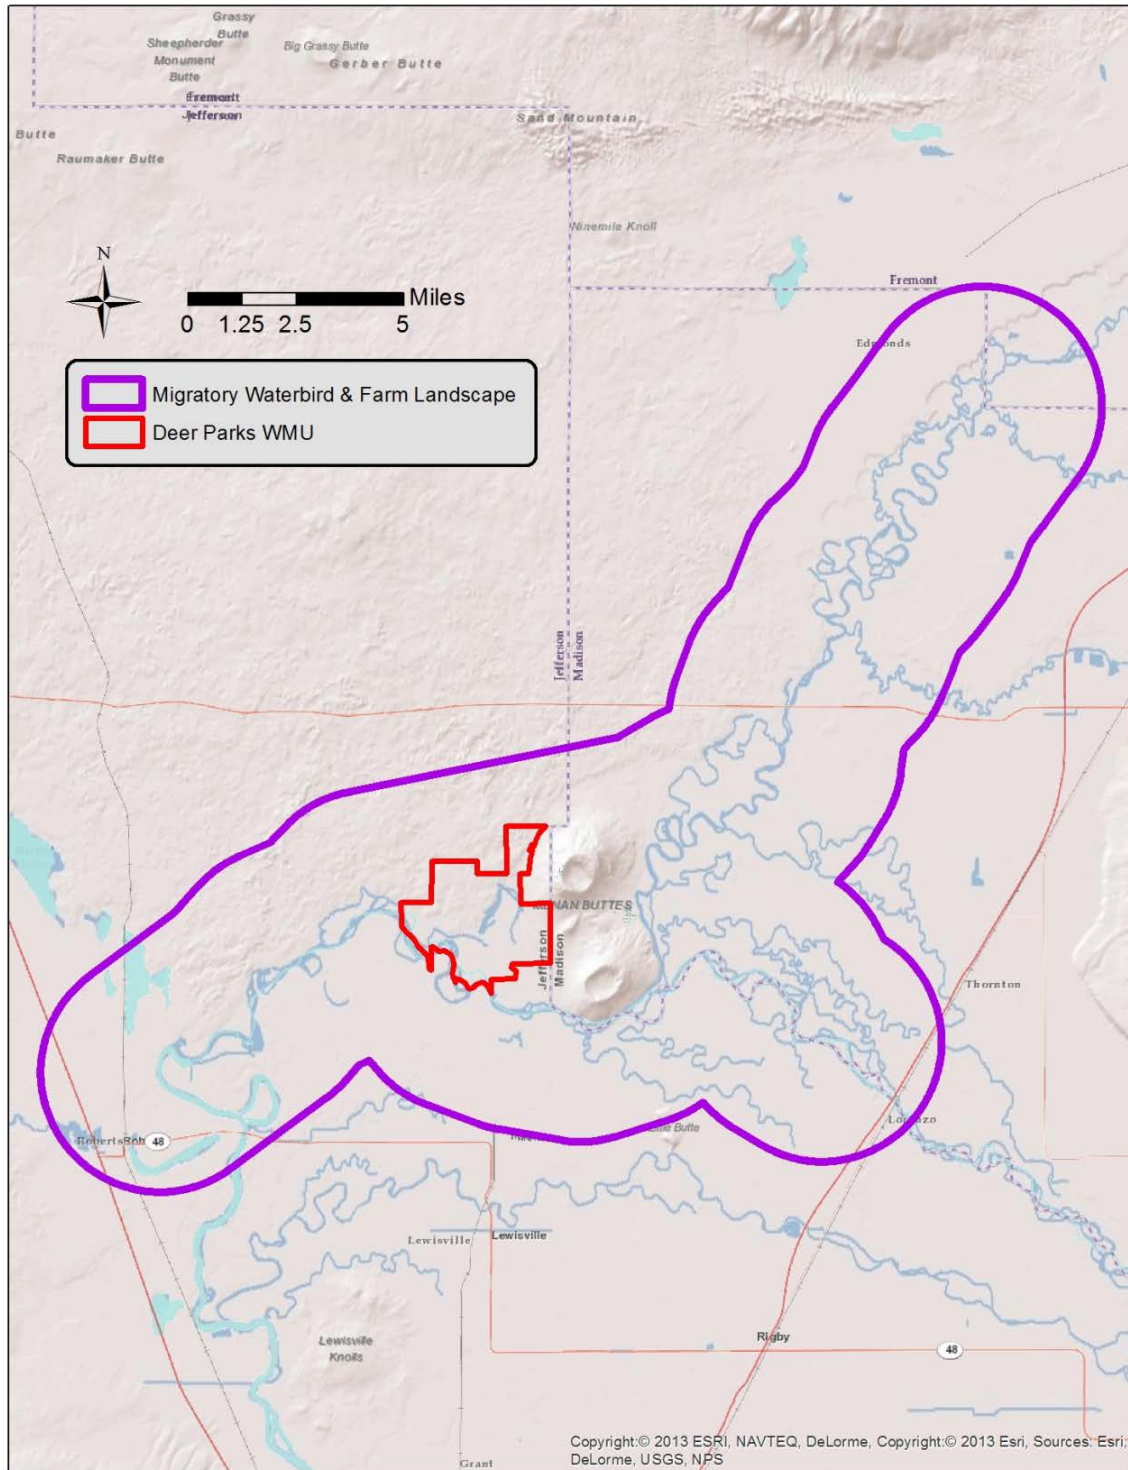 Grassy
Butte
Sheepherder
Monument
Butte
Big Grassy Butte
Gerber Butte
Fremont
Jefferson
Butte
Raumaker Butte
Sand Mountain
Ninemile Knoll
N
Miles
0 1.25 2.5 5
Fremont
Edmonds
Migratory Waterbird & Farm Landscape
Deer Parks WMU
Jefferson
Madison
BUTTES
Jefferson
Madison
Thornton
48
Lorenzo
Butte
Lewisville
Lewisville
Lewisville
Knolls
Rigby
48
Grant
Copyright:© 2013 ESRI, NAVTEQ, DeLorme, Copyright:© 2013 Esri, Sources: Esri,
DeLorme, USGS, NPS